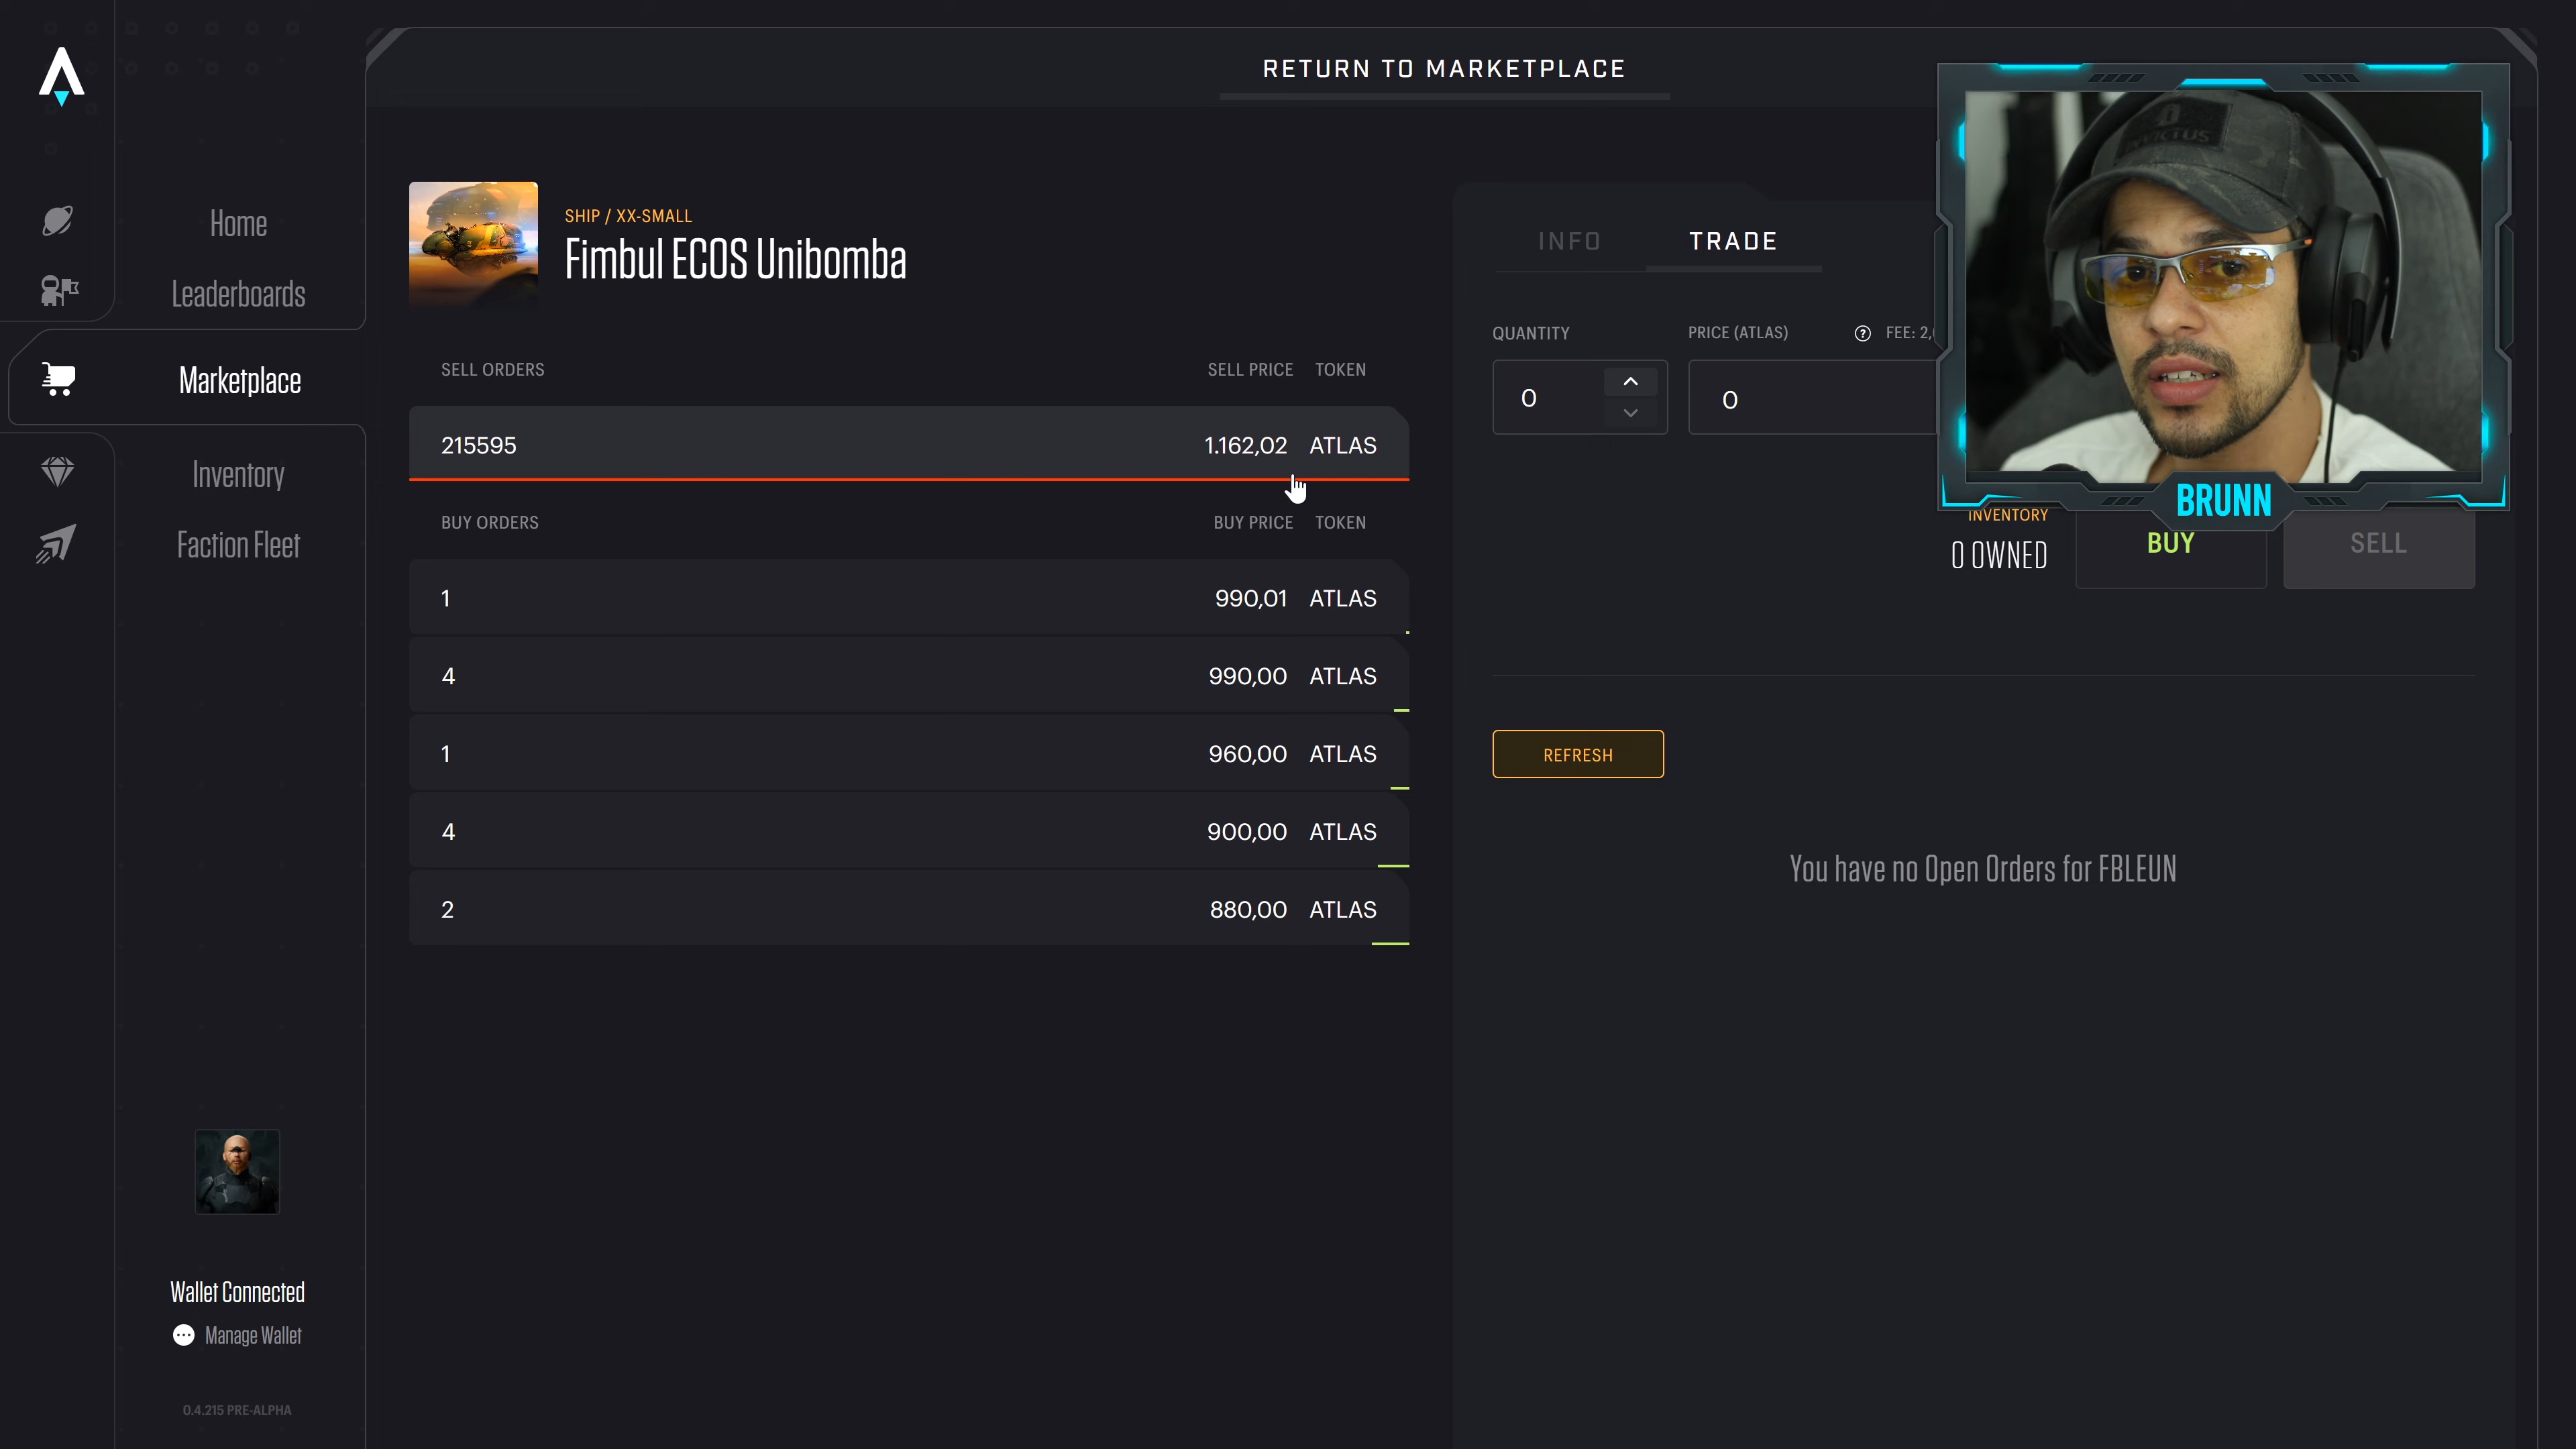 RETURN TO MARKETPLACE
Home
Leaderboards
Marketplace
Inventory
Faction Fleet
Wallet Connected
Manage Wallet
0.4.215 PRE-ALPHA
SHIP / XX-SMALL
Fimbul ECOS Unibomba
SELL ORDERS SELL PRICE TOKEN
215595 1.162,02 ATLAS
BUY ORDERS BUY PRICE TOKEN
1 990,01 ATLAS
4 990,00 ATLAS
1 960,00 ATLAS
4 900,00 ATLAS
2 880,00 ATLAS
INFO TRADE
QUANTITY PRICE (ATLAS) ? FEE: 2,
0 0
INVENTORY
0 OWNED
BUY SELL
REFRESH
You have no Open Orders for FBLEUN
BRUNN